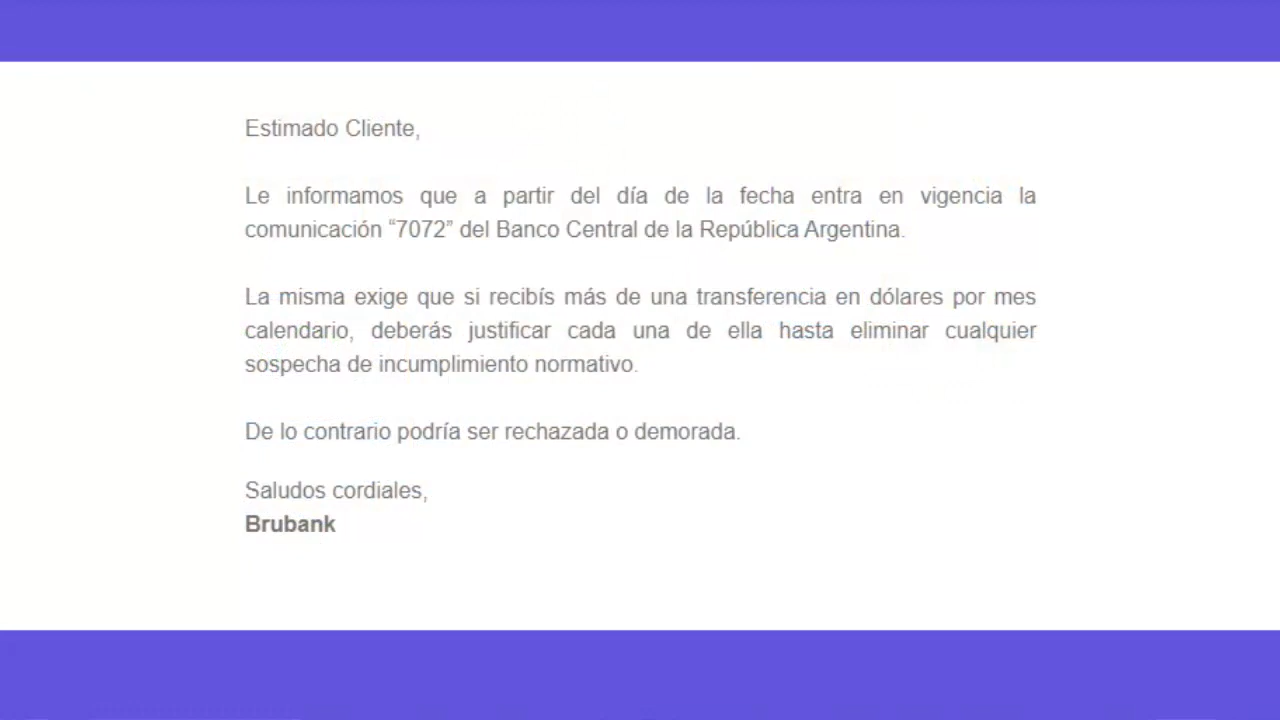 Estimado Cliente,
Le informamos que a partir del día de la fecha entra en vigencia la
comunicación “7072” del Banco Central de la República Argentina.
La misma exige que si recibís más de una transferencia en dólares por mes
calendario, deberás justificar cada una de ella hasta eliminar cualquier
sospecha de incumplimiento normativo.
De lo contrario podría ser rechazada o demorada.
Saludos cordiales,
Brubank